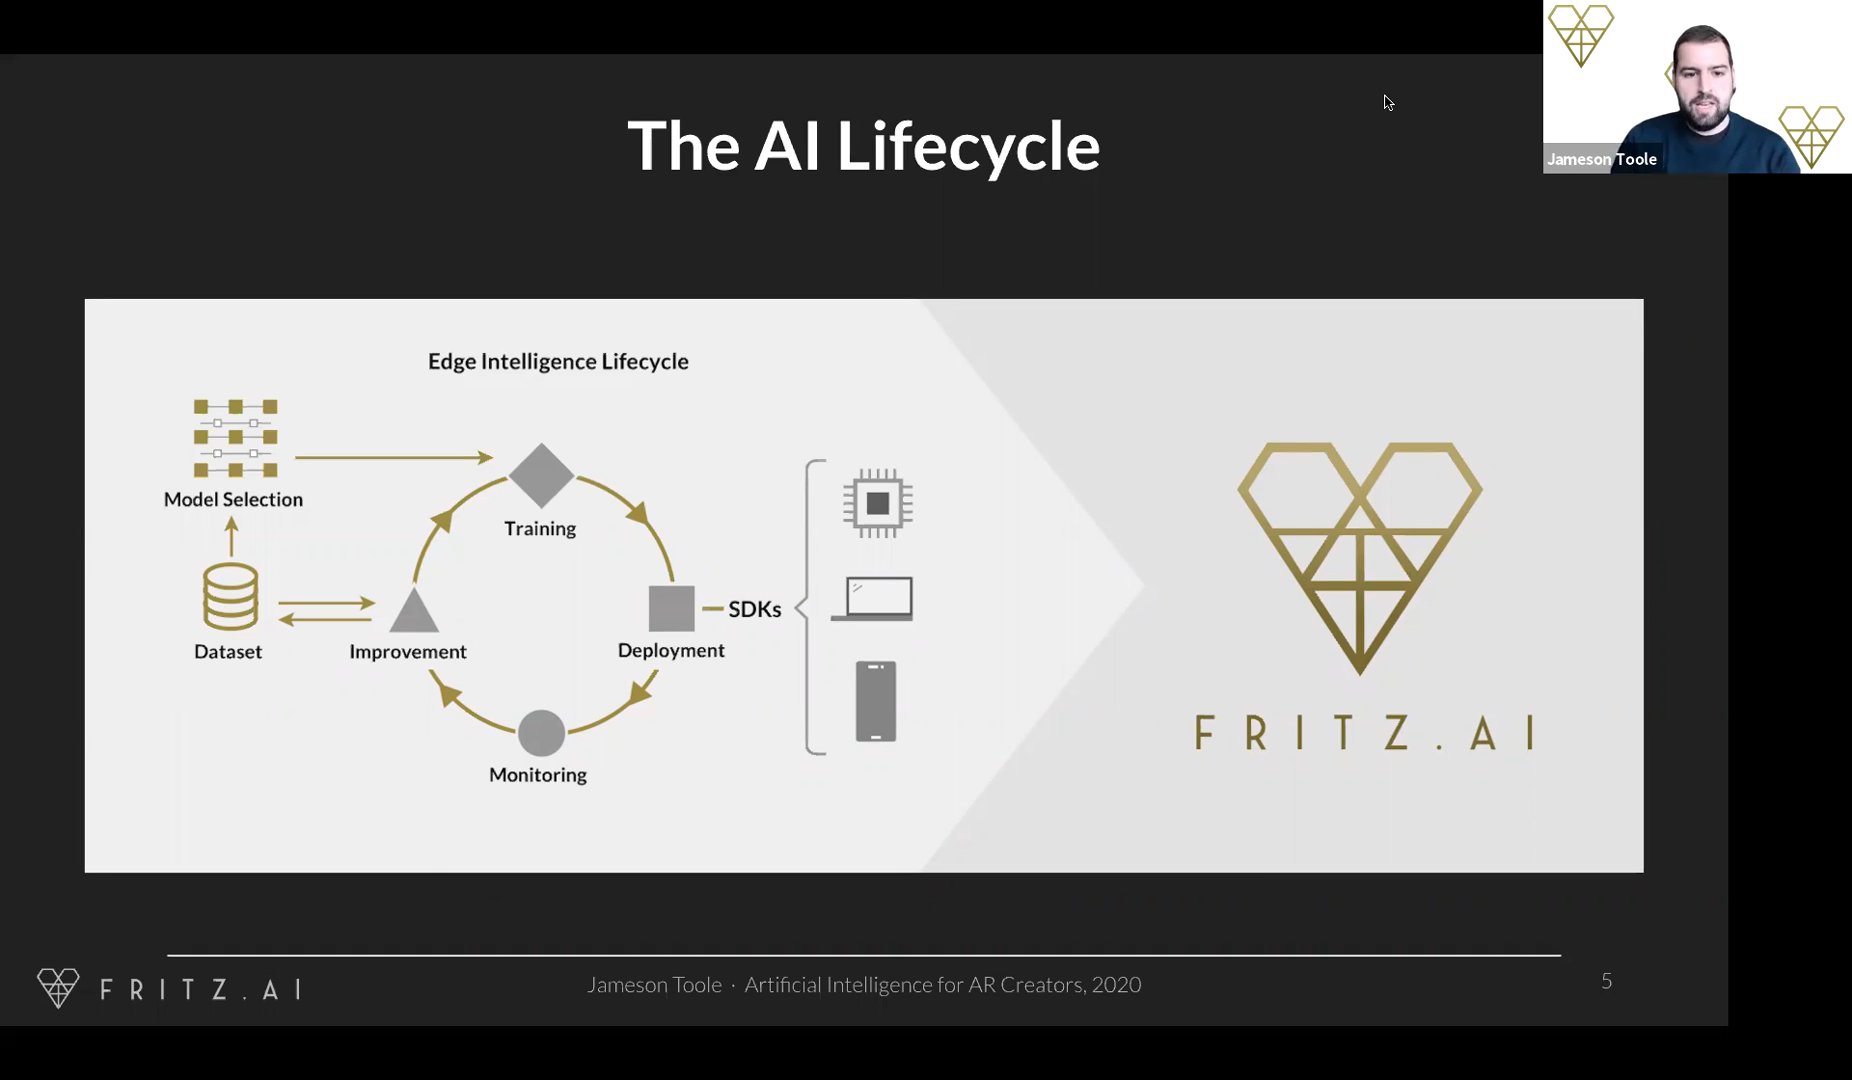 The AI Lifecycle
Jameson Toole
Edge Intelligence Lifecycle
Model Selection
Training
SDKs
Dataset
Improvement
Deployment
Monitoring
FRITZ.AI
FRITZ.AI
Jameson Toole · Artificial Intelligence for AR Creators, 2020
5